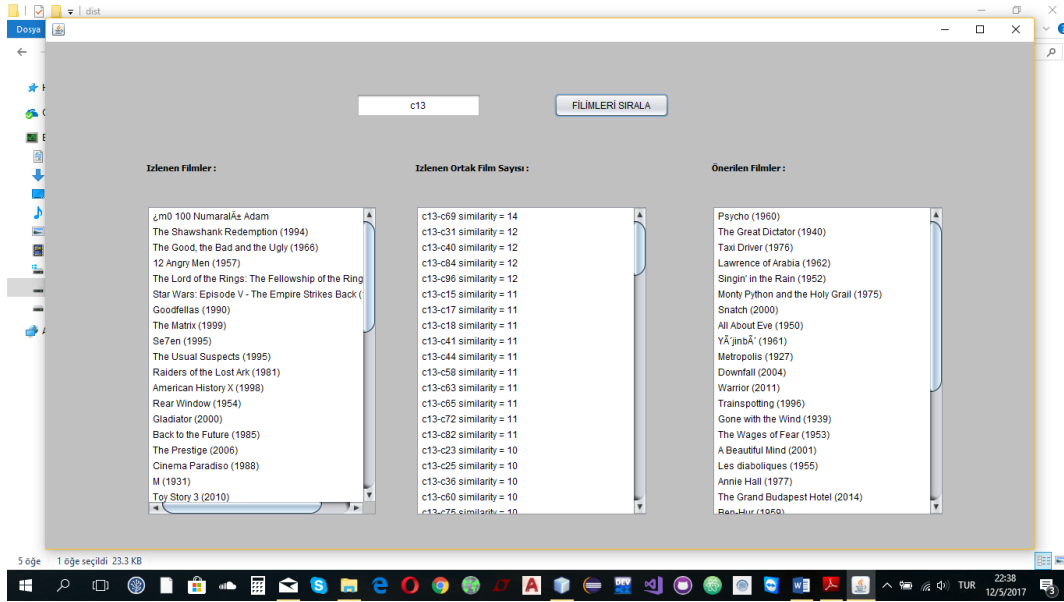 dist
Dosya
c13
FİLİMLERİ SIRALA
Izlenen Filmler :
Izlenen Ortak Film Sayısı :
Önerilen Filmler :
¿m0 100 NumaralÄ± Adam
The Shawshank Redemption (1994)
The Good, the Bad and the Ugly (1966)
12 Angry Men (1957)
The Lord of the Rings: The Fellowship of the Ring
Star Wars: Episode V - The Empire Strikes Back (
Goodfellas (1990)
The Matrix (1999)
Se7en (1995)
The Usual Suspects (1995)
Raiders of the Lost Ark (1981)
American History X (1998)
Rear Window (1954)
Gladiator (2000)
Back to the Future (1985)
The Prestige (2006)
Cinema Paradiso (1988)
M (1931)
Toy Story 3 (2010)
c13-c69 similarity = 14
c13-c31 similarity = 12
c13-c40 similarity = 12
c13-c84 similarity = 12
c13-c96 similarity = 12
c13-c15 similarity = 11
c13-c17 similarity = 11
c13-c18 similarity = 11
c13-c41 similarity = 11
c13-c44 similarity = 11
c13-c58 similarity = 11
c13-c63 similarity = 11
c13-c65 similarity = 11
c13-c72 similarity = 11
c13-c82 similarity = 11
c13-c23 similarity = 10
c13-c25 similarity = 10
c13-c36 similarity = 10
c13-c60 similarity = 10
c13-c75 similarity = 10
Psycho (1960)
The Great Dictator (1940)
Taxi Driver (1976)
Lawrence of Arabia (1962)
Singin' in the Rain (1952)
Monty Python and the Holy Grail (1975)
Snatch (2000)
All About Eve (1950)
YÃ´jinbÃ´ (1961)
Metropolis (1927)
Downfall (2004)
Warrior (2011)
Trainspotting (1996)
Gone with the Wind (1939)
The Wages of Fear (1953)
A Beautiful Mind (2001)
Les diaboliques (1955)
Annie Hall (1977)
The Grand Budapest Hotel (2014)
Ben-Hur (1959)
5 öğe 1 öğe seçildi 23.3 KB
TUR
22:38
12/5/2017